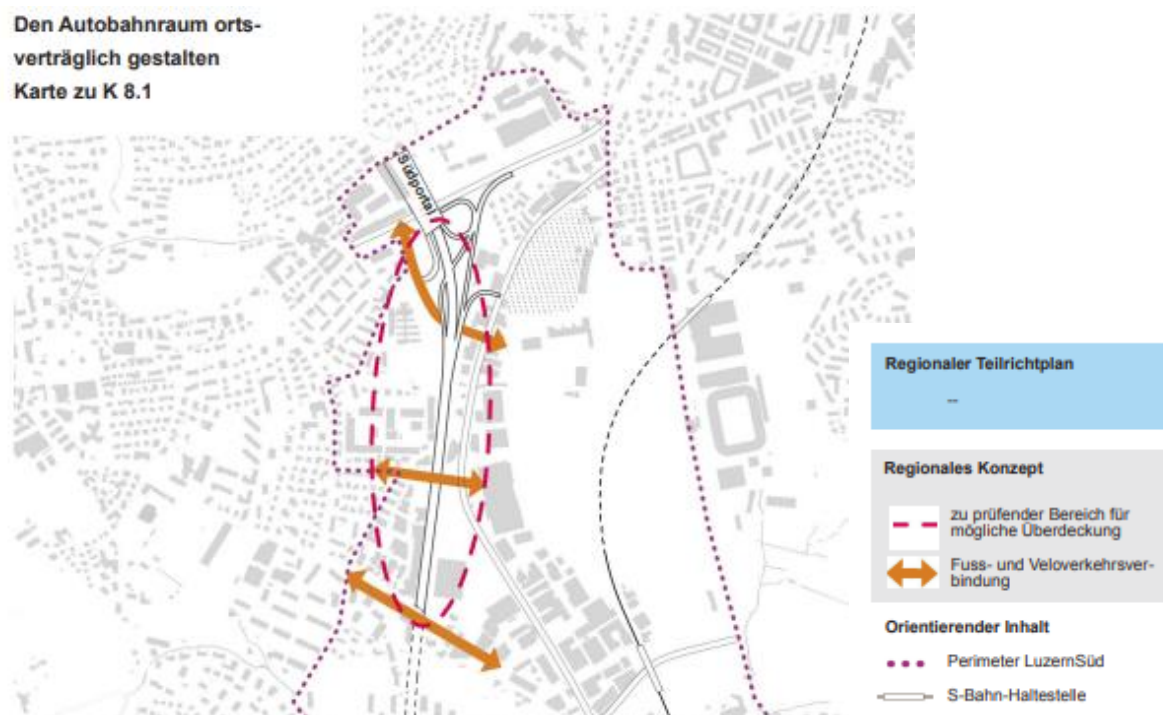 Den Autobahnraum orts-
verträglich gestalten
Karte zu K 8.1
Südportal
Regionaler Teilrichtplan
--
Regionales Konzept
zu prüfender Bereich für
mögliche Überdeckung
Fuss- und Veloverkehrsver-
bindung
Orientierender Inhalt
Perimeter LuzernSüd
S-Bahn-Haltestelle